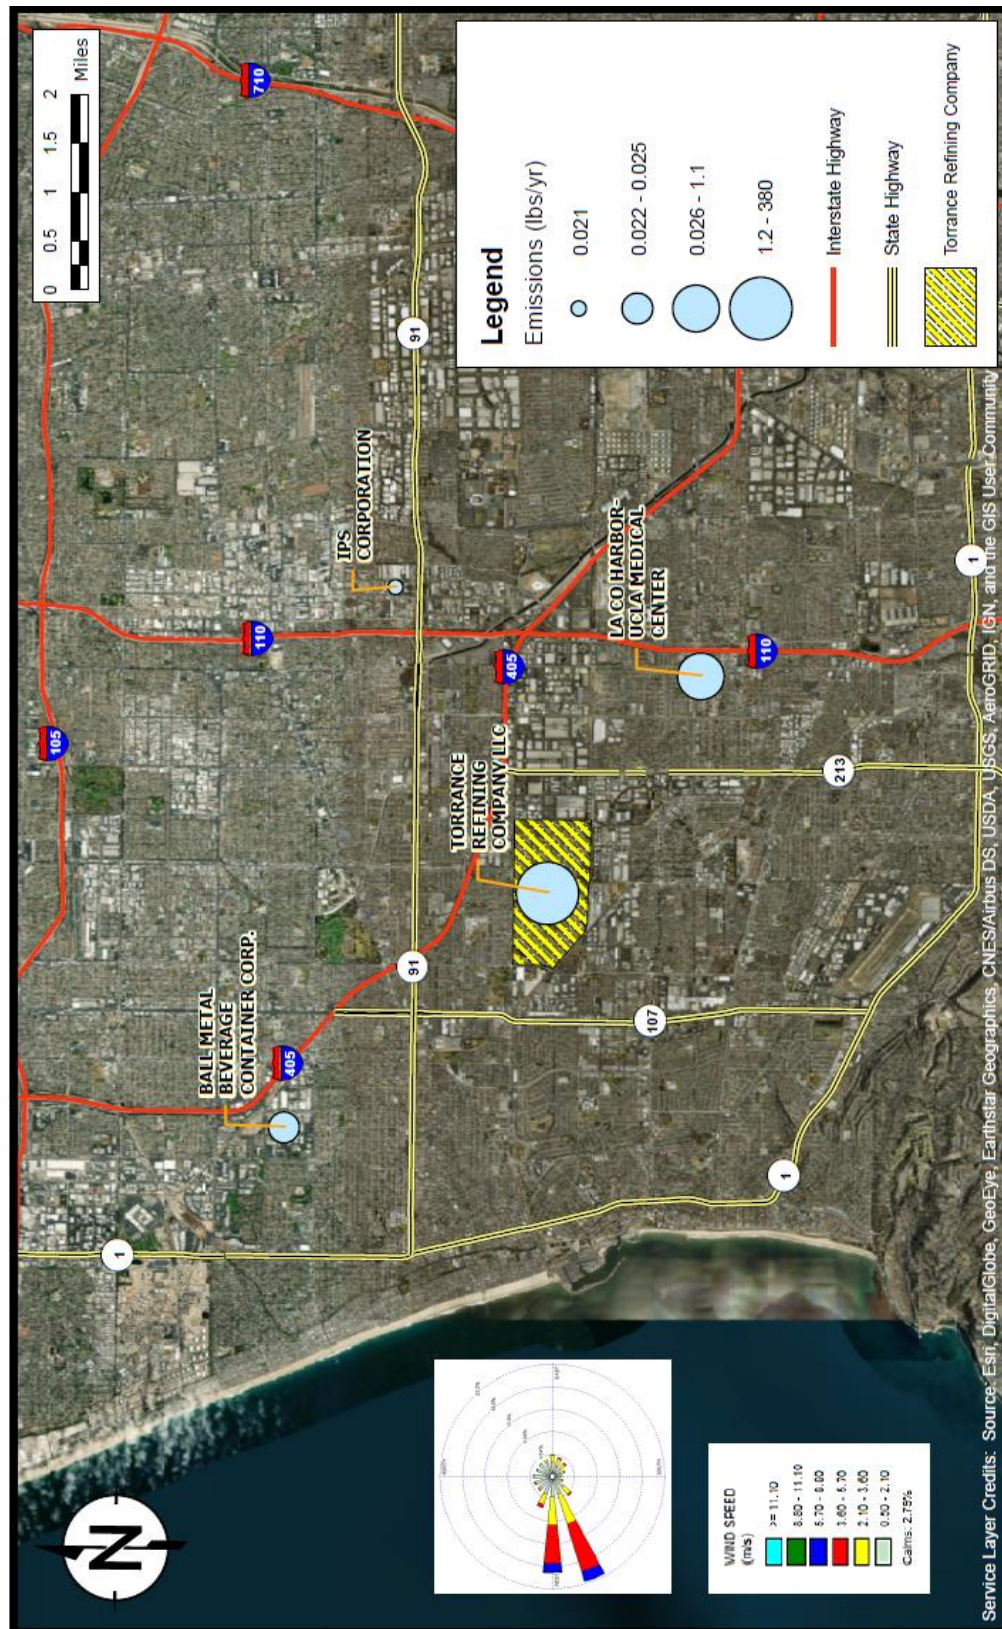 0 0.5 1 1.5 2
Miles
710
105
110
91
IPS
CORPORATION
BALL METAL
BEVERAGE
CONTAINER CORP.
405
1
91
TORRANCE
REFINING
COMPANY LLC
405
LA CO HARBOR-
UCLA MEDICAL
CENTER
110
213
107
1
1
Legend
Emissions (lbs/yr)
0.021
0.022 - 0.025
0.026 - 1.1
1.2 - 380
Interstate Highway
State Highway
Torrance Refining Company
N
WIND SPEED
(m/s)
>= 11.10
8.80 - 11.10
5.70 - 8.80
3.60 - 5.70
2.10 - 3.60
0.50 - 2.10
Calms: 2.75%
Service Layer Credits: Source: Esri, DigitalGlobe, GeoEye, Earthstar Geographics, CNES/Airbus DS, USDA, USGS, AeroGRID, IGN, and the GIS User Community